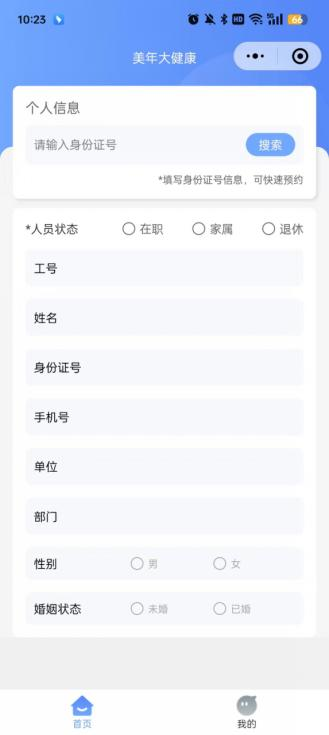 10:23 HD 5G 66
美年大健康
个人信息
请输入身份证号 搜索
*填写身份证号信息，可快速预约
*人员状态 在职 家属 退休
工号
姓名
身份证号
手机号
单位
部门
性别 男 女
婚姻状态 未婚 已婚
首页 我的